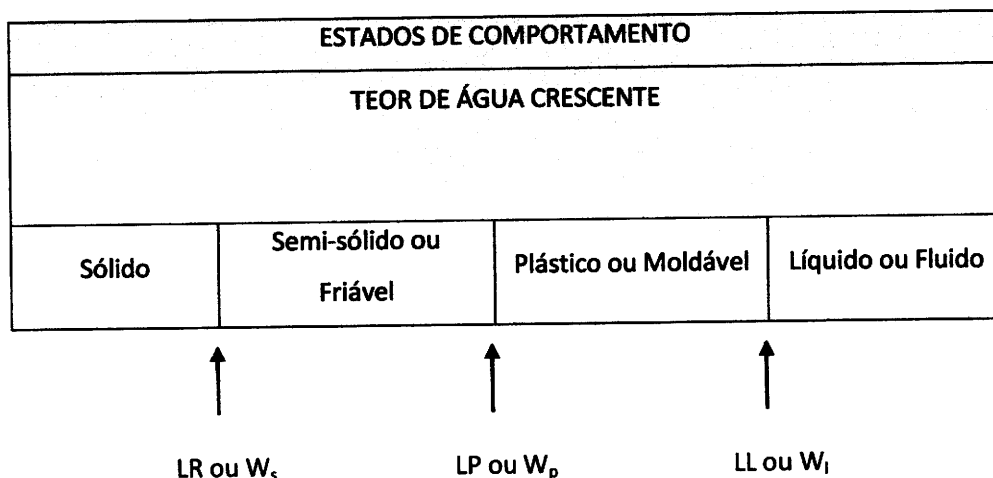 ESTADOS DE COMPORTAMENTO
TEOR DE ÁGUA CRESCENTE
Sólido
Semi-sólido ou
Friável
Plástico ou Moldável
Líquido ou Fluido
LR ou Wₛ
LP ou Wₚ
LL ou Wₗ